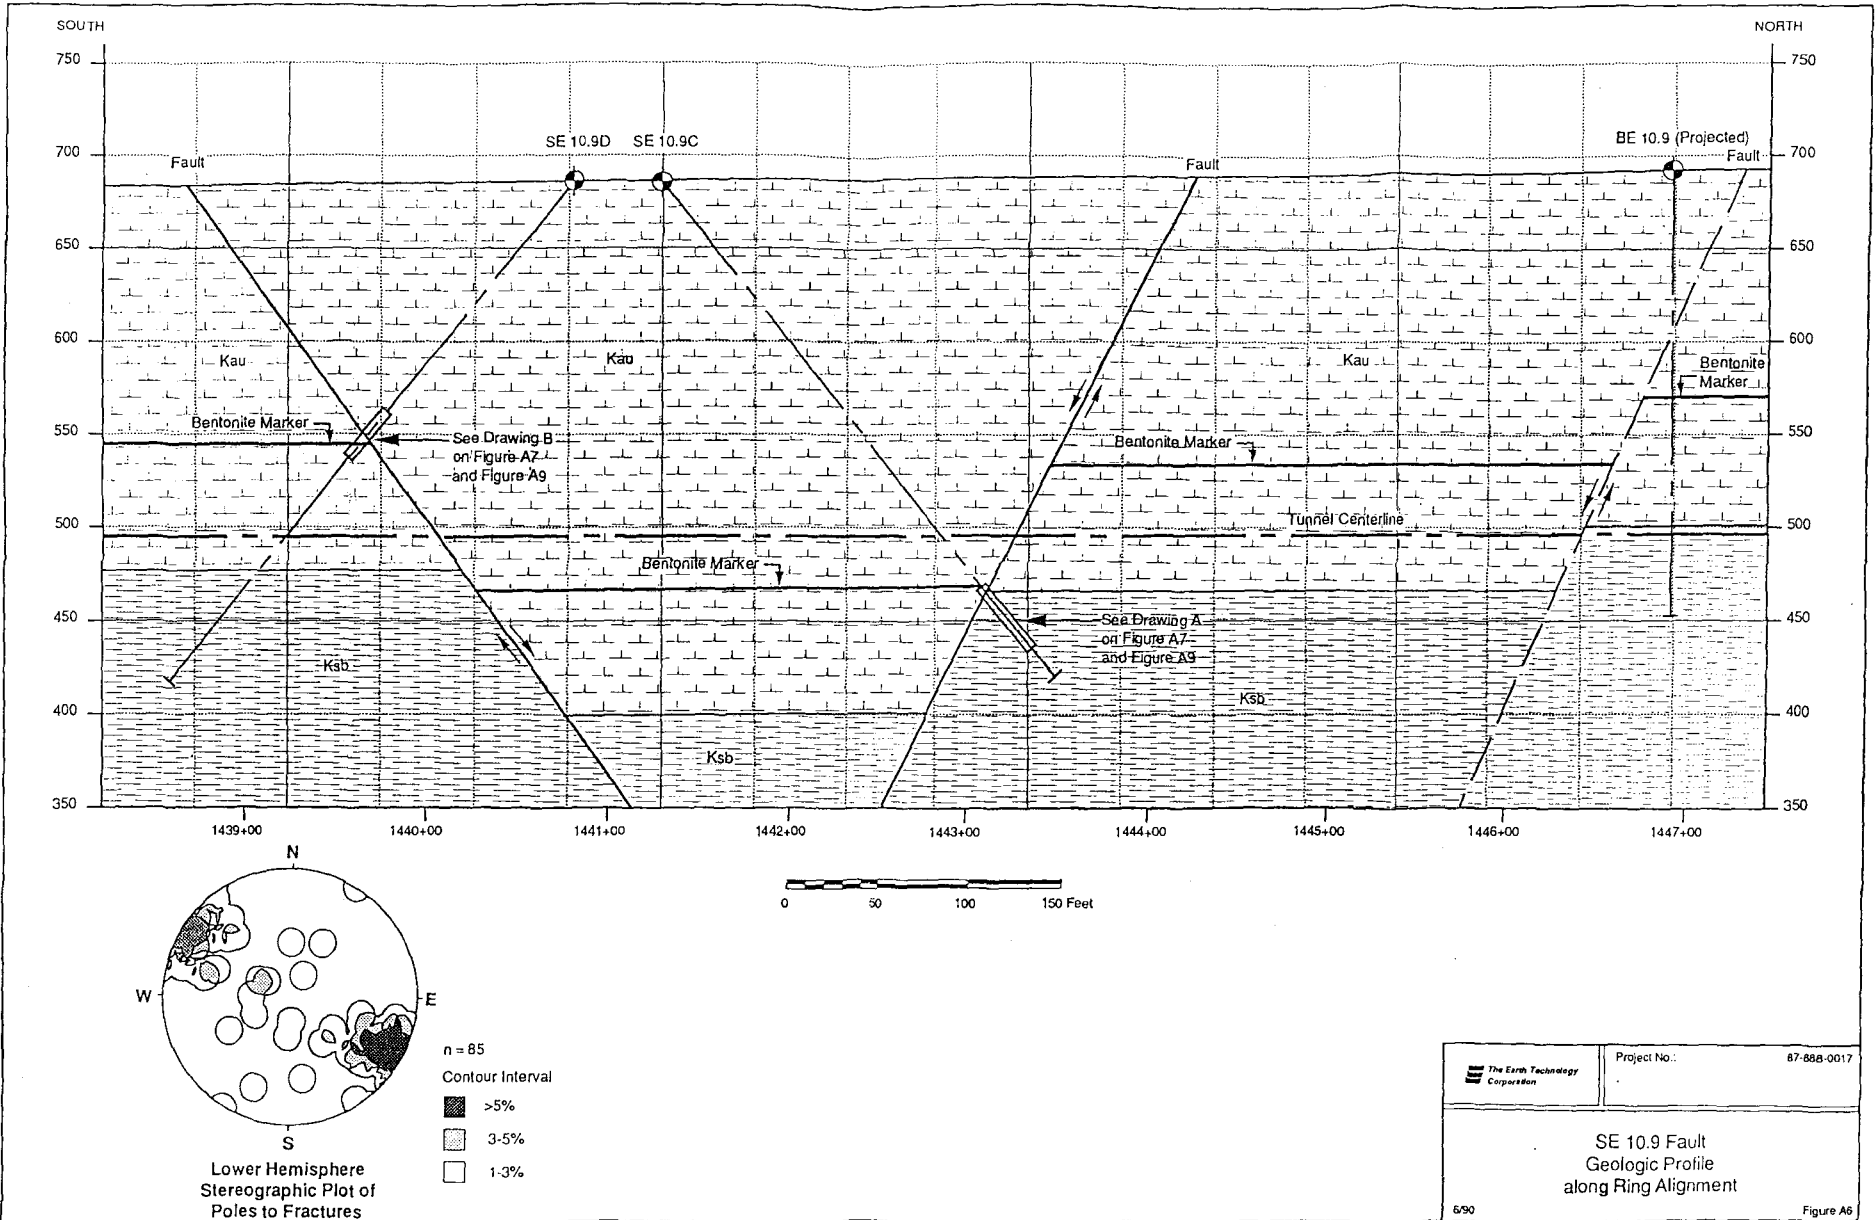 SOUTH
NORTH
750
750
700
700
650
650
600
600
550
550
500
500
450
450
400
400
350
350
SE 10.9D
SE 10.9C
BE 10.9 (Projected)
Fault
Fault
Fault
Kau
Kau
Kau
Bentonite
Marker
Bentonite Marker
See Drawing B
on Figure A7
and Figure A9
Bentonite Marker
Tunnel Centerline
Bentonite Marker
See Drawing A
on Figure A7
and Figure A9
Ksb
Ksb
Ksb
1439+00
1440+00
1441+00
1442+00
1443+00
1444+00
1445+00
1446+00
1447+00
0
50
100
150 Feet
N
W
E
S
n = 85
Contour Interval
>5%
3-5%
1-3%
Lower Hemisphere
Stereographic Plot of
Poles to Fractures
The Earth Technology
Corporation
Project No.:
87-888-0017
SE 10.9 Fault
Geologic Profile
along Ring Alignment
6/90
Figure A6